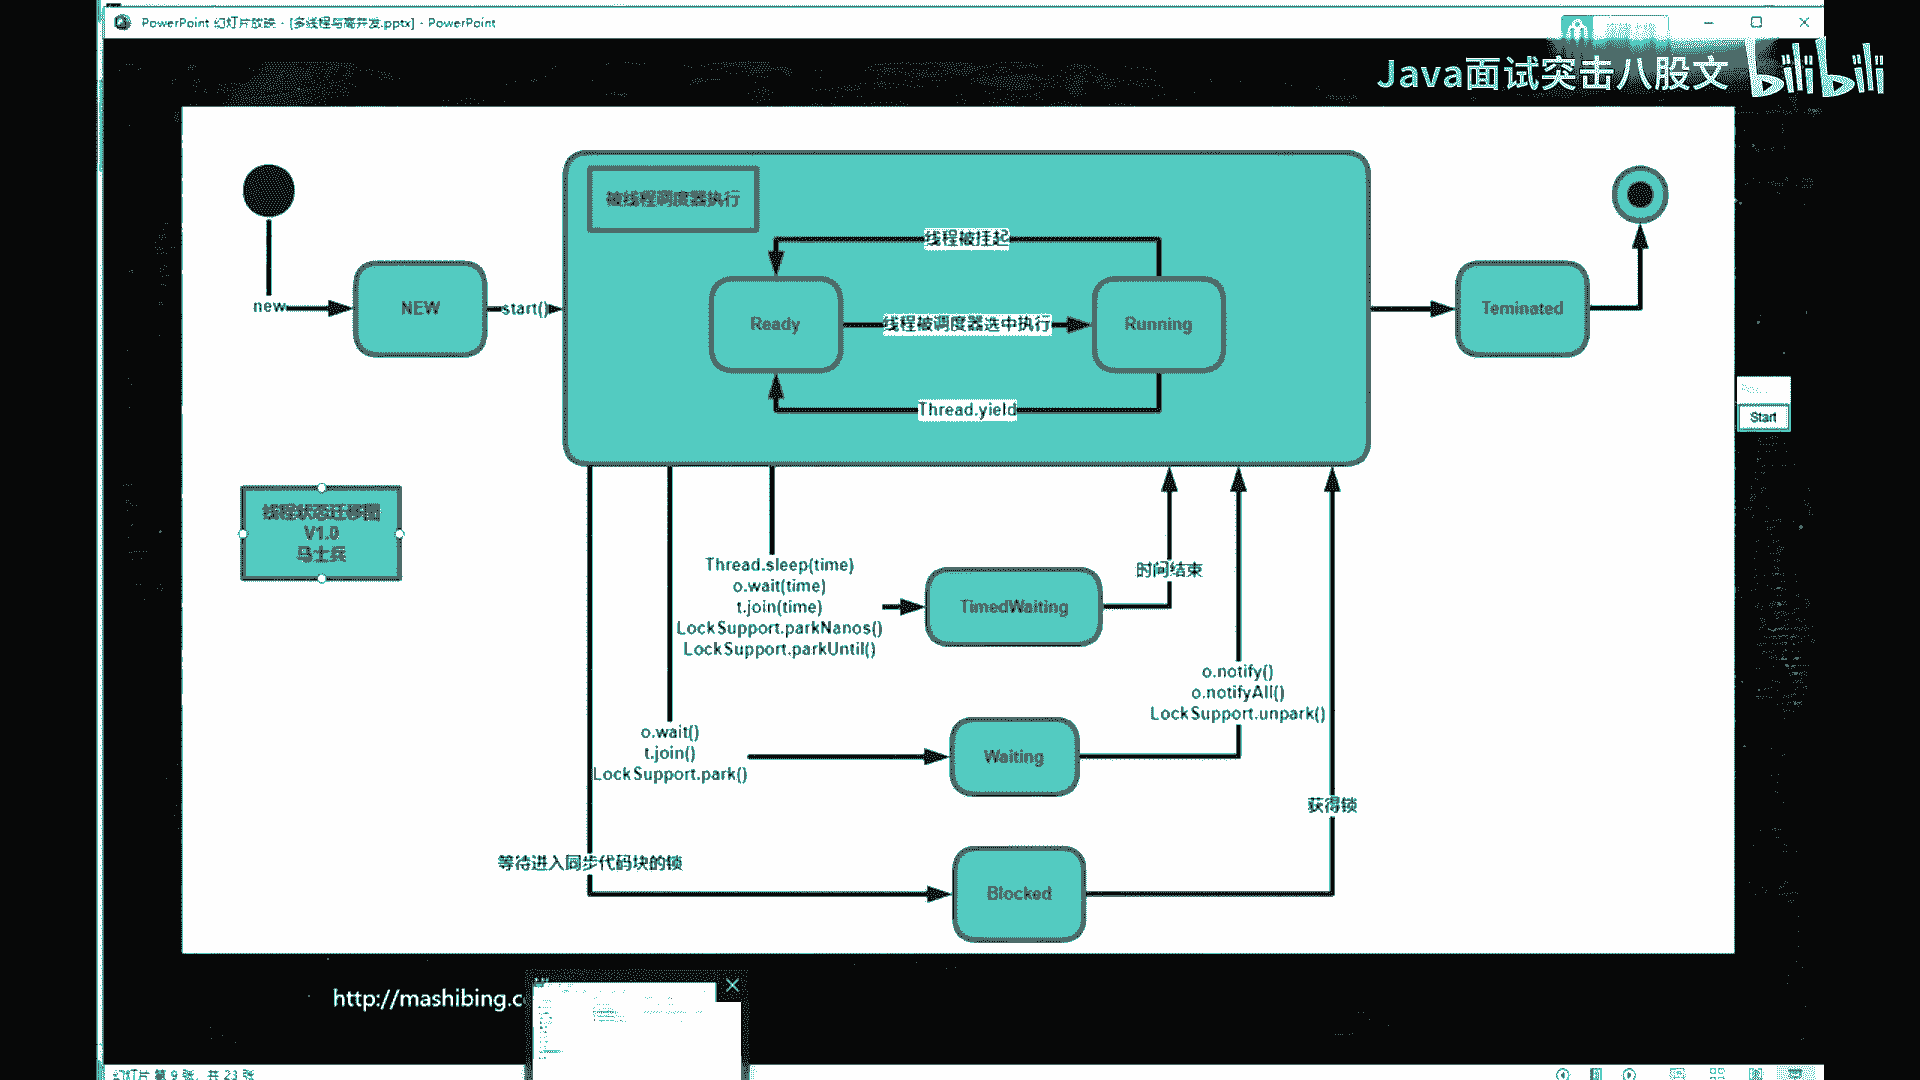 PowerPoint 幻灯片放映 - [多线程与高并发.pptx] - PowerPoint
Java面试突击八股文 bilibili
被线程调度器执行
线程被挂起
new
NEW
start()
Ready
线程被调度器选中执行
Running
Teminated
Thread.yield
Start
线程状态迁移图
V1.0
马士兵
Thread.sleep(time)
o.wait(time)
t.join(time)
LockSupport.parkNanos()
LockSupport.parkUntil()
TimedWaiting
时间结束
o.notify()
o.notifyAll()
LockSupport.unpark()
o.wait()
t.join()
LockSupport.park()
Waiting
获得锁
等待进入同步代码块的锁
Blocked
http://mashibing.c
幻灯片 第 9 张，共 23 张